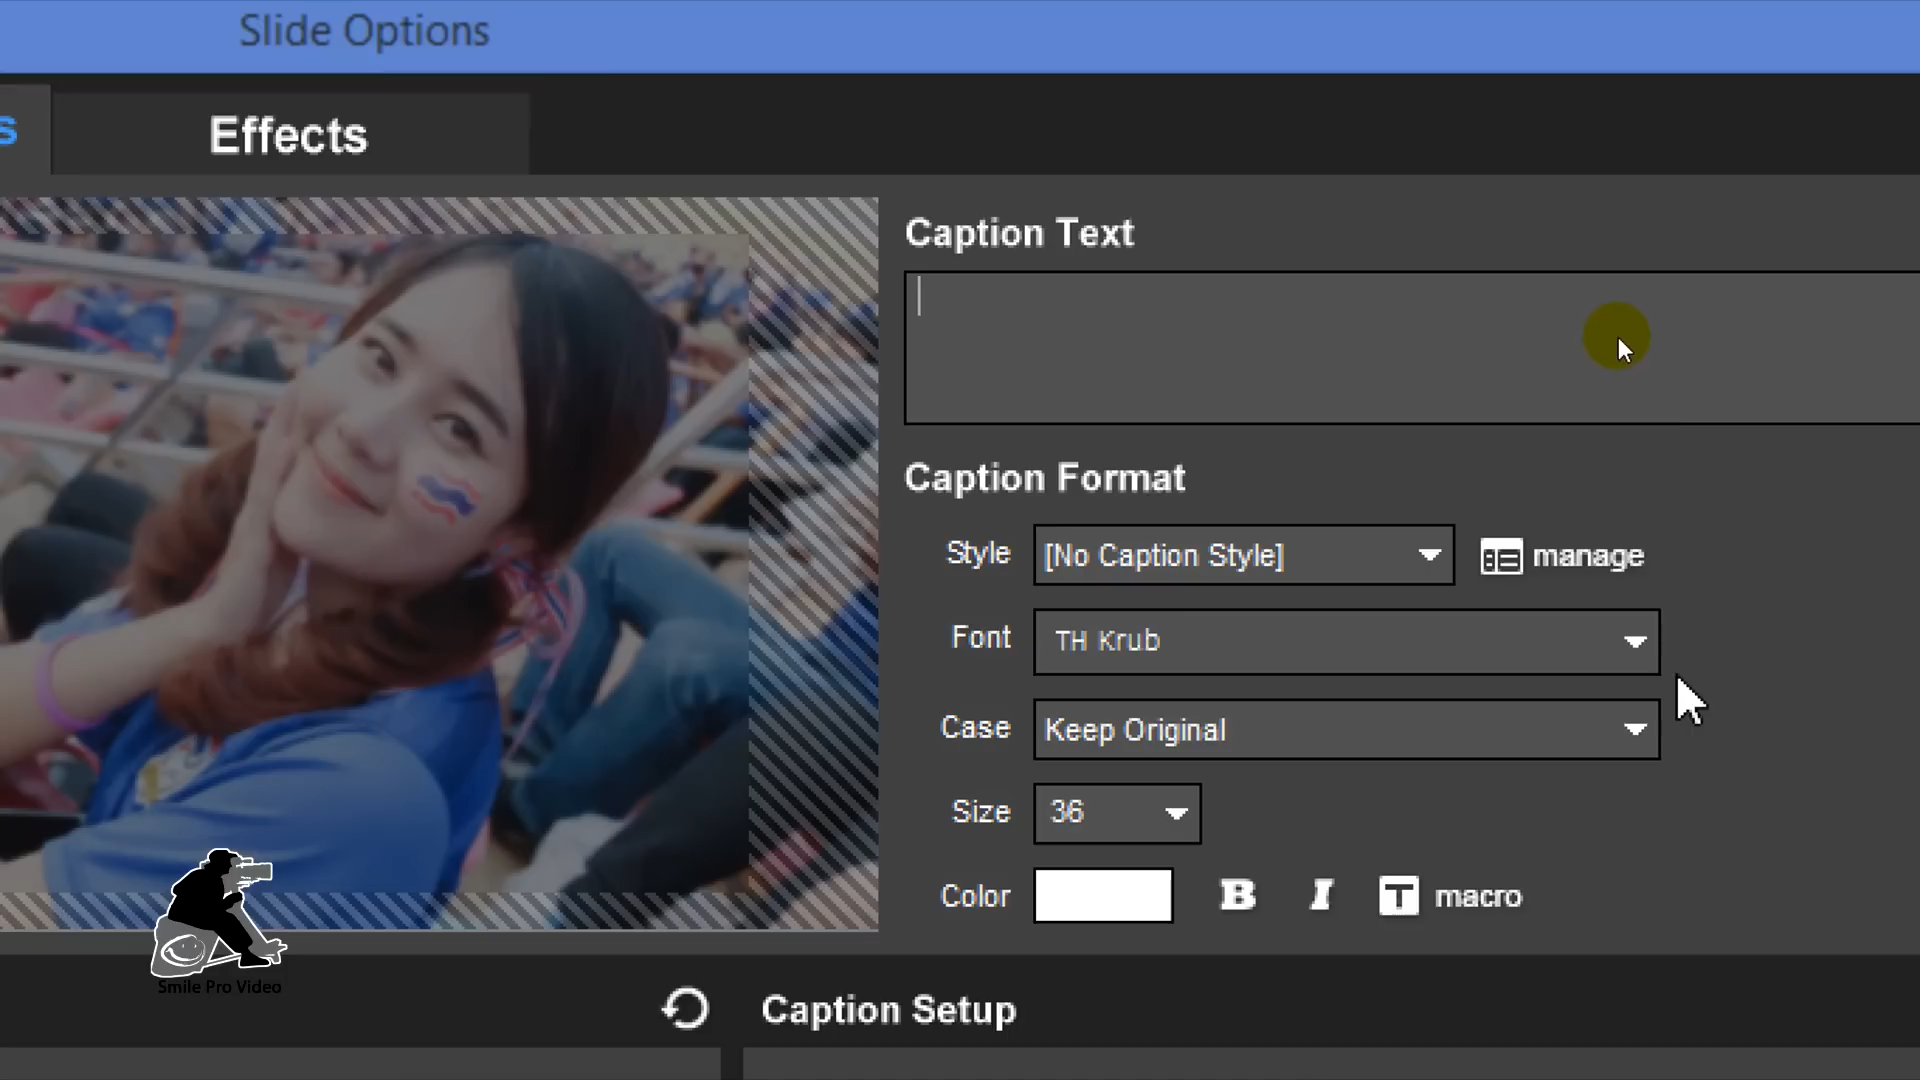 Slide Options
s
Effects
Caption Text
Caption Format
Style [No Caption Style] manage
Font TH Krub
Case Keep Original
Size 36
Color B I T macro
Smile Pro Video
Caption Setup